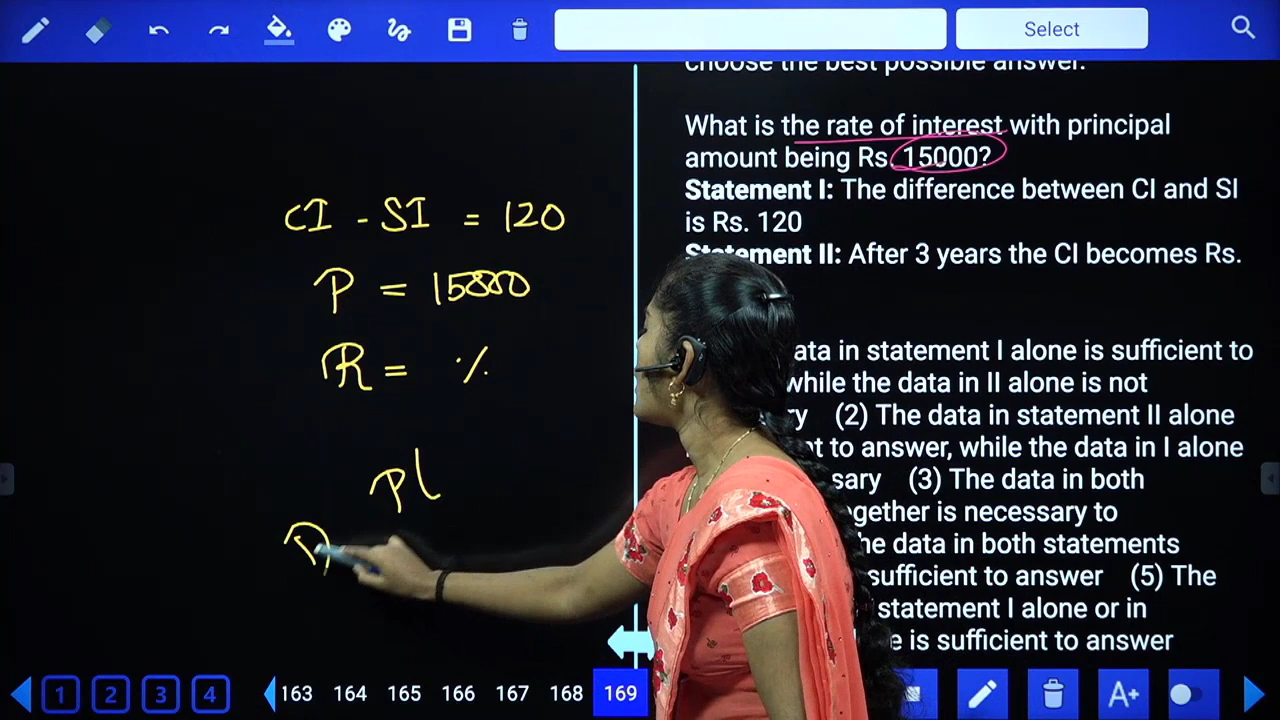 Select
choose the best possible answer.
What is the rate of interest with principal
amount being Rs. 15000?
Statement I: The difference between CI and SI
is Rs. 120
Statement II: After 3 years the CI becomes Rs.
ata in statement I alone is sufficient to
while the data in II alone is not
ry (2) The data in statement II alone
t to answer, while the data in I alone
sary (3) The data in both
gether is necessary to
he data in both statements
sufficient to answer (5) The
statement I alone or in
e is sufficient to answer
CI - SI = 120
P = 15000
R = %
1 2 3 4 163 164 165 166 167 168 169
A+